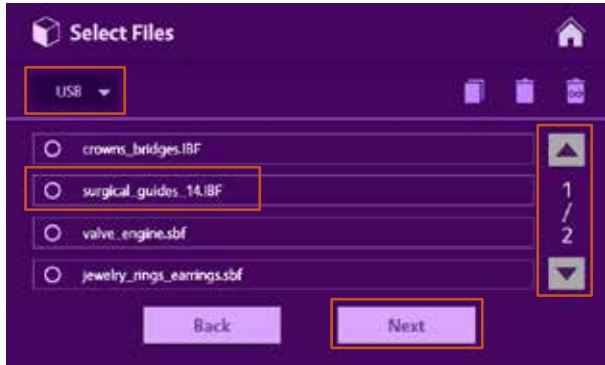 Select Files
USB
crowns_bridges.IBF
surgical_guides_14.IBF
valve_engine.sbf
jewelry_rings_earrings.sbf
1
/
2
Back
Next